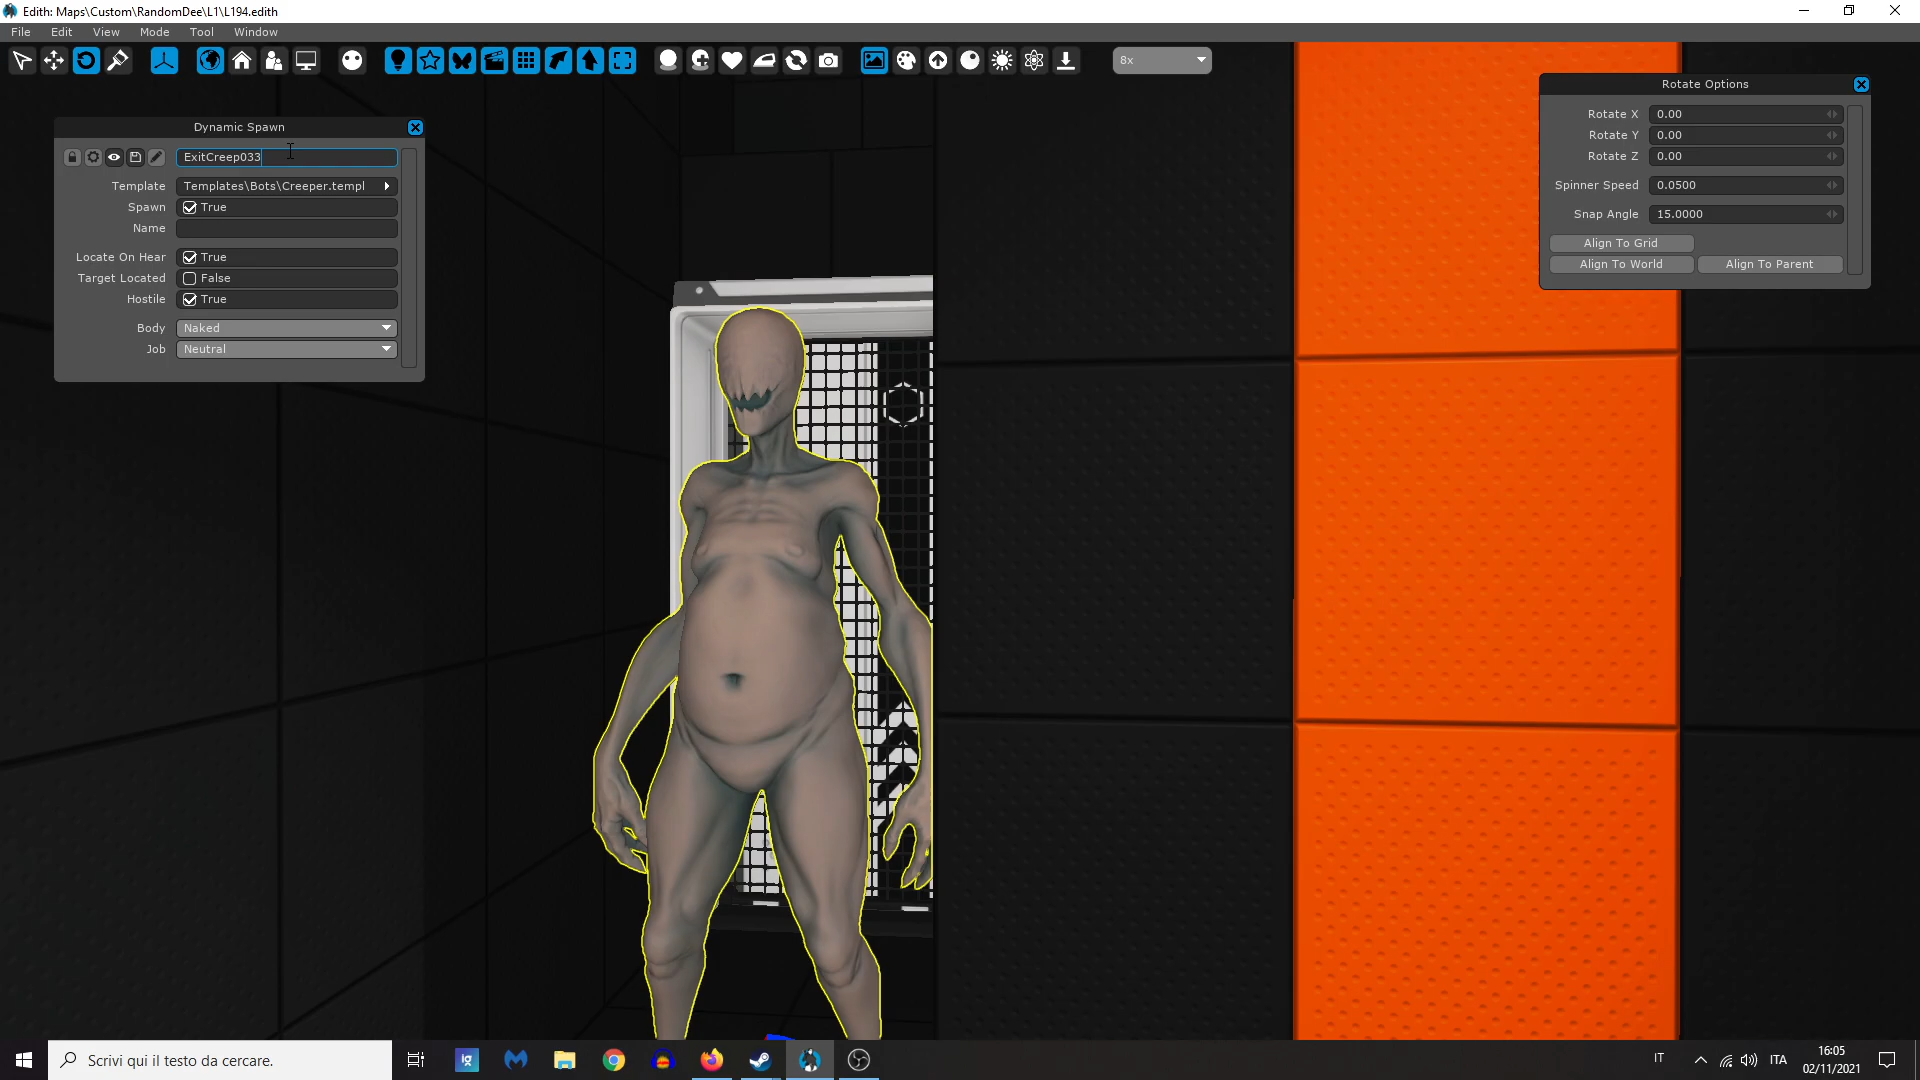 Edith: Maps\Custom\RandomDee\L1\L194.edith
File Edit View Mode Tool Window
8x
Dynamic Spawn
ExitCreep033
Template Templates\Bots\Creeper.templ
Spawn True
Name
Locate On Hear True
Target Located False
Hostile True
Body Naked
Job Neutral
Rotate Options
Rotate X 0.00
Rotate Y 0.00
Rotate Z 0.00
Spinner Speed 0.0500
Snap Angle 15.0000
Align To Grid
Align To World Align To Parent
Scrivi qui il testo da cercare.
IT
ITA
16:05
02/11/2021